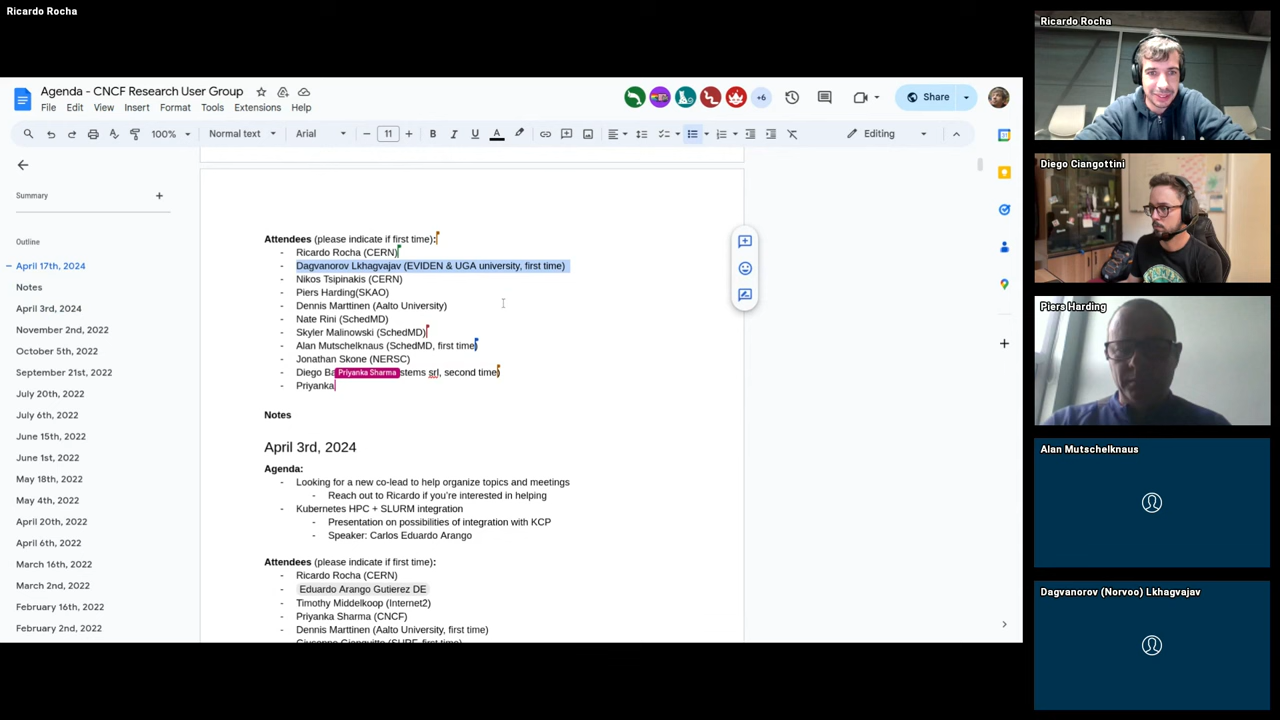 Ricardo Rocha
Agenda - CNCF Research User Group
File Edit View Insert Format Tools Extensions Help
+6
Share
100%
Normal text
Arial
11
B I U A
Editing
Summary
Outline
April 17th, 2024
Notes
April 3rd, 2024
November 2nd, 2022
October 5th, 2022
September 21st, 2022
July 20th, 2022
July 6th, 2022
June 15th, 2022
June 1st, 2022
May 18th, 2022
May 4th, 2022
April 20th, 2022
April 6th, 2022
March 16th, 2022
March 2nd, 2022
February 16th, 2022
February 2nd, 2022
Attendees (please indicate if first time):
- Ricardo Rocha (CERN)
- Dagvanorov Lkhagvajav (EVIDEN & UGA university, first time)
- Nikos Tsipinakis (CERN)
- Piers Harding(SKAO)
- Dennis Marttinen (Aalto University)
- Nate Rini (SchedMD)
- Skyler Malinowski (SchedMD)
- Alan Mutschelknaus (SchedMD, first time)
- Jonathan Skone (NERSC)
- Diego Ba Priyanka Sharma stems srl, second time)
- Priyanka
Notes
April 3rd, 2024
Agenda:
- Looking for a new co-lead to help organize topics and meetings
- Reach out to Ricardo if you're interested in helping
- Kubernetes HPC + SLURM integration
- Presentation on possibilities of integration with KCP
- Speaker: Carlos Eduardo Arango
Attendees (please indicate if first time):
- Ricardo Rocha (CERN)
- Eduardo Arango Gutierez DE
- Timothy Middelkoop (Internet2)
- Priyanka Sharma (CNCF)
- Dennis Marttinen (Aalto University, first time)
Ricardo Rocha
Diego Ciangottini
Piers Harding
Alan Mutschelknaus
Dagvanorov (Norvoo) Lkhagvajav